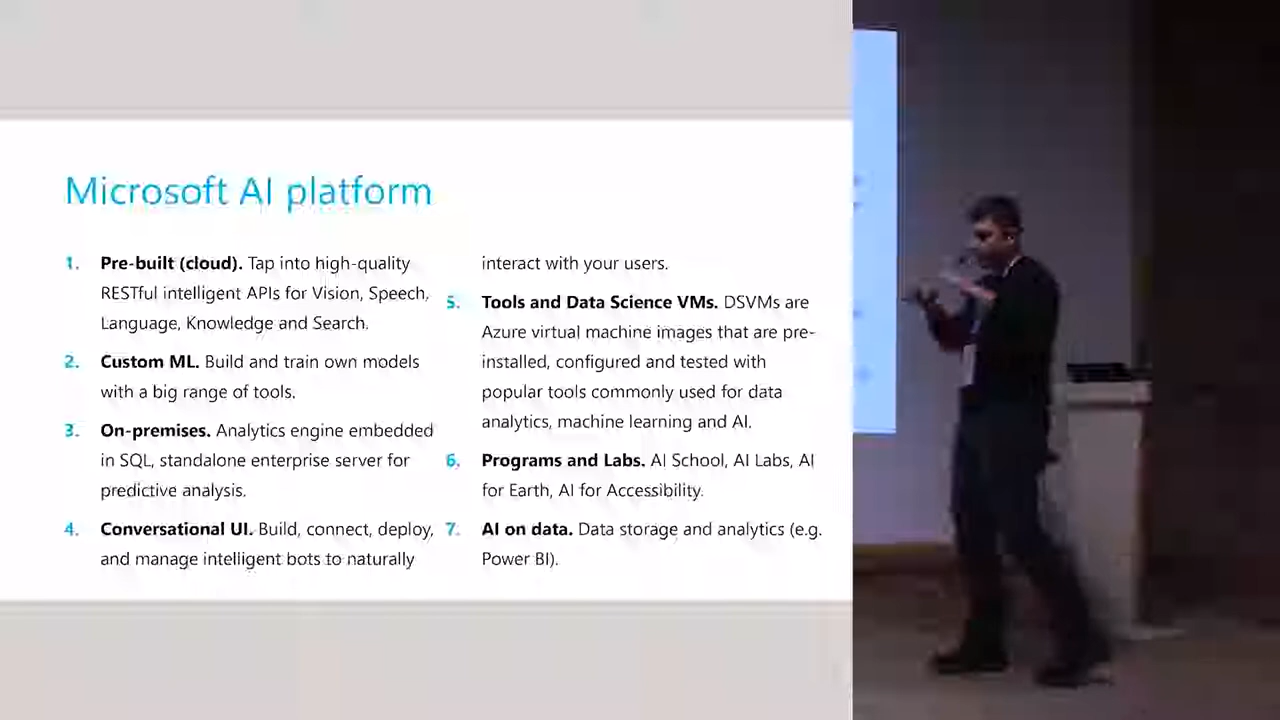 Microsoft AI platform
1. Pre-built (cloud). Tap into high-quality
RESTful intelligent APIs for Vision, Speech,
Language, Knowledge and Search.
2. Custom ML. Build and train own models
with a big range of tools.
3. On-premises. Analytics engine embedded
in SQL, standalone enterprise server for
predictive analysis.
4. Conversational UI. Build, connect, deploy,
and manage intelligent bots to naturally
interact with your users.
5. Tools and Data Science VMs. DSVMs are
Azure virtual machine images that are pre-
installed, configured and tested with
popular tools commonly used for data
analytics, machine learning and AI.
6. Programs and Labs. AI School, AI Labs, AI
for Earth, AI for Accessibility.
7. AI on data. Data storage and analytics (e.g.
Power BI).